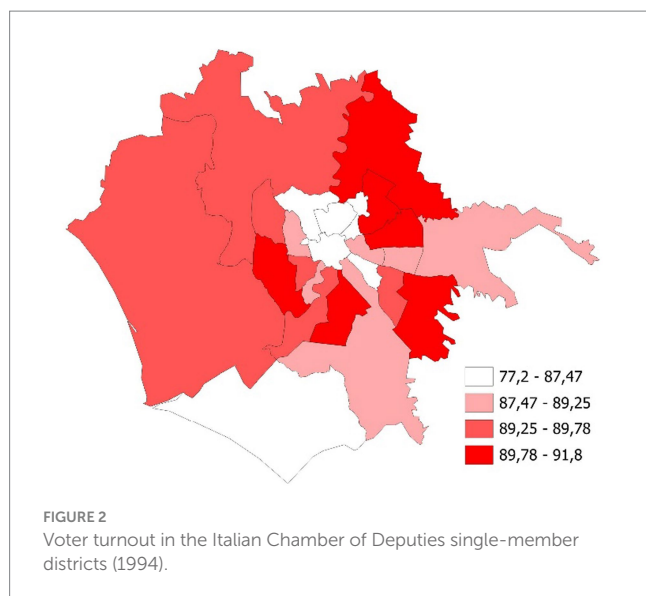 77,2 - 87,47
87,47 - 89,25
89,25 - 89,78
89,78 - 91,8
FIGURE 2
Voter turnout in the Italian Chamber of Deputies single-member
districts (1994).